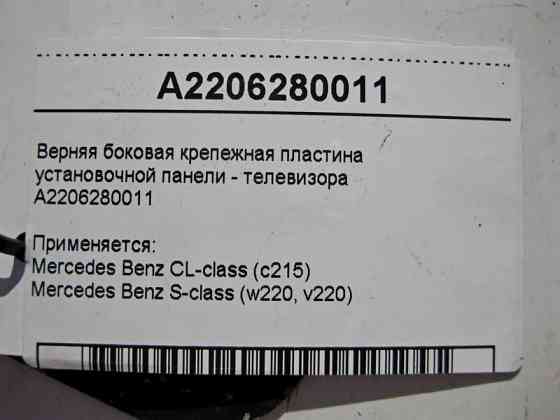 A2206280011
Верняя боковая крепежная пластина
установочной панели - телевизора
A2206280011
Применяется:
Mercedes Benz CL-class (c215)
Mercedes Benz S-class (w220, v220)